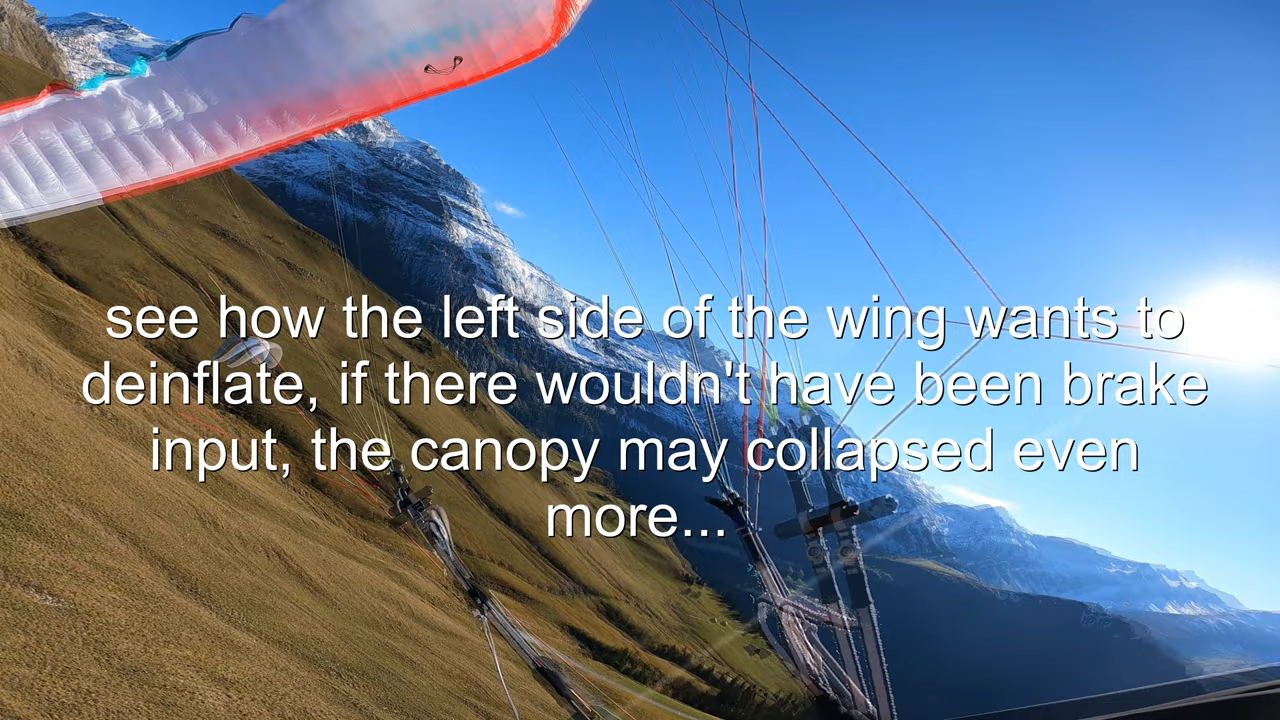 see how the left side of the wing wants to
deinflate, if there wouldn't have been brake
input, the canopy may collapsed even
more...